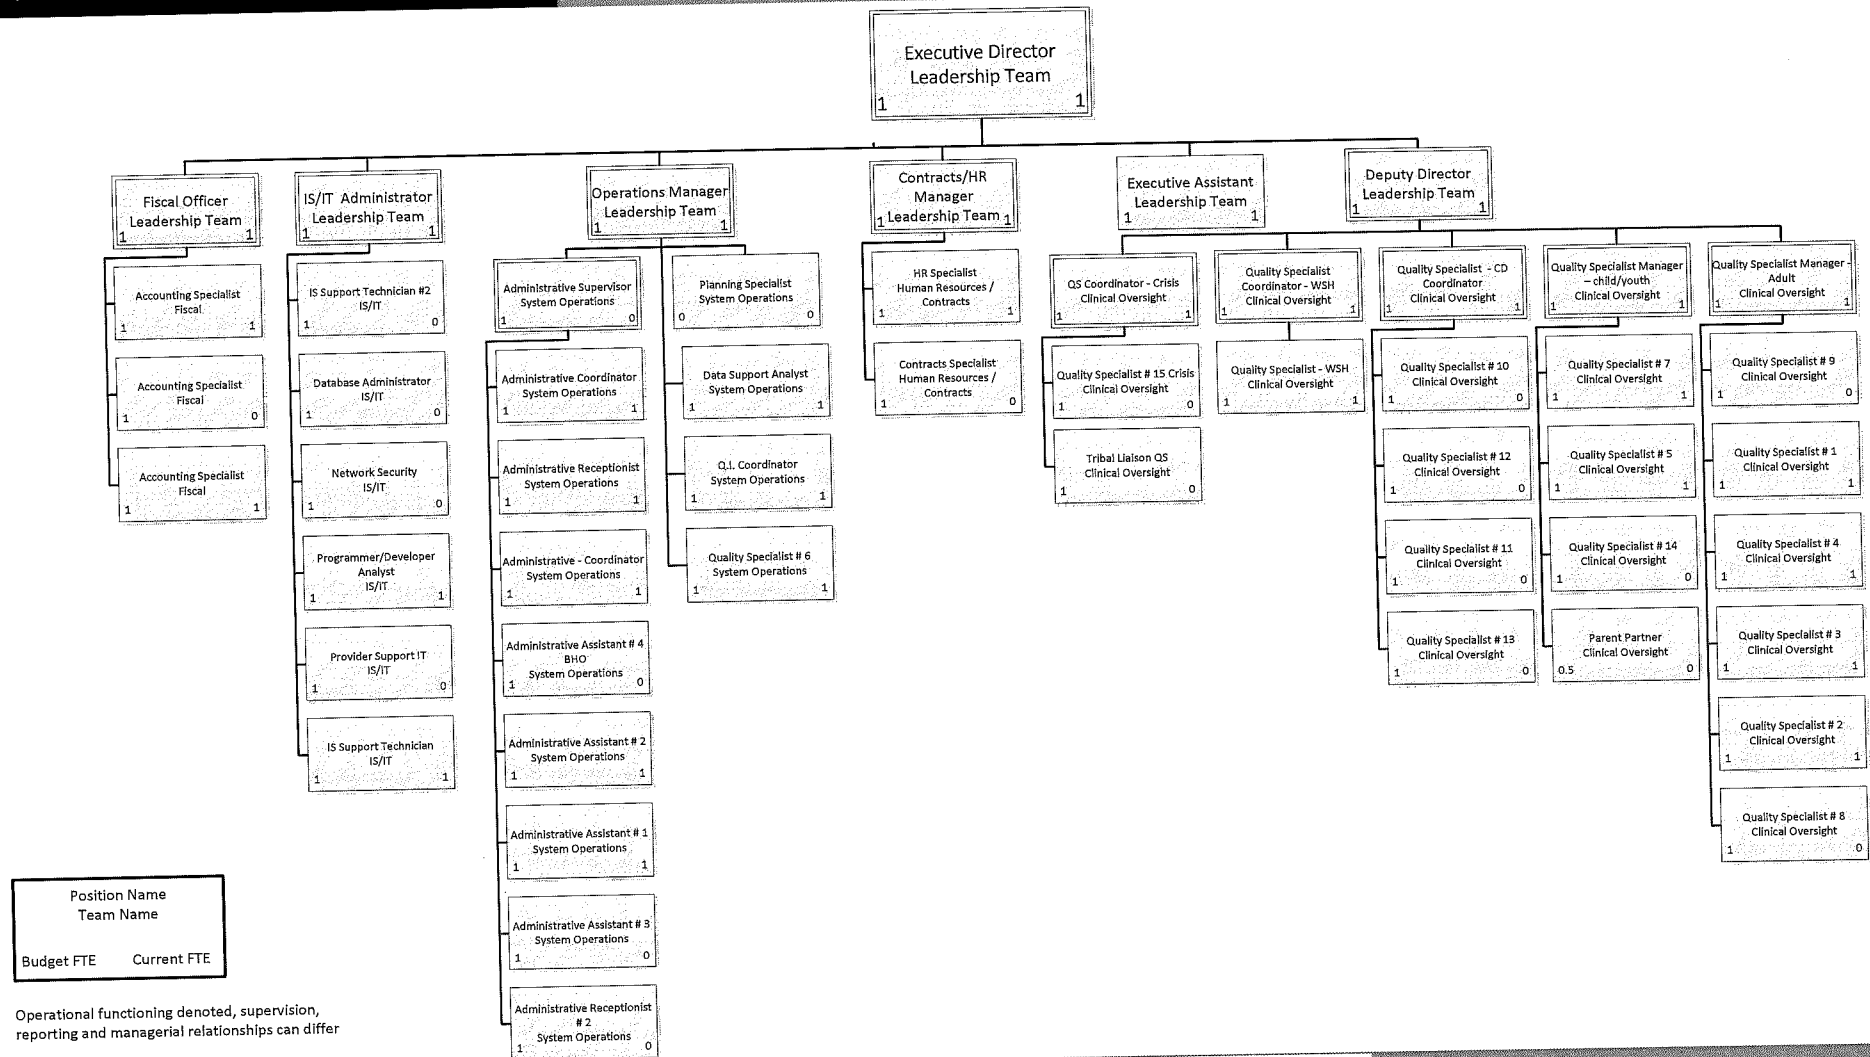 Executive Director
Leadership Team
1 1
Fiscal Officer
Leadership Team
1 1
IS/IT Administrator
Leadership Team
1 1
Operations Manager
Leadership Team
1 1
Contracts/HR
Manager
Leadership Team
1 1
Executive Assistant
Leadership Team
1 1
Deputy Director
Leadership Team
1 1
Accounting Specialist
Fiscal
1 1
Accounting Specialist
Fiscal
1 0
Accounting Specialist
Fiscal
1 1
IS Support Technician #2
IS/IT
1 0
Database Administrator
IS/IT
1 0
Network Security
IS/IT
1 0
Programmer/Developer
Analyst
IS/IT
1 1
Provider Support IT
IS/IT
1 0
IS Support Technician
IS/IT
1 1
Administrative Supervisor
System Operations
1 0
Administrative Coordinator
System Operations
1 1
Administrative Receptionist
System Operations
1 1
Administrative - Coordinator
System Operations
1 1
Administrative Assistant # 4
BHO
System Operations
1 0
Administrative Assistant # 2
System Operations
1 1
Administrative Assistant # 1
System Operations
1 1
Administrative Assistant # 3
System Operations
1 0
Administrative Receptionist
# 2
System Operations
1 0
Planning Specialist
System Operations
0 0
Data Support Analyst
System Operations
1 1
Q.I. Coordinator
System Operations
1 1
Quality Specialist # 6
System Operations
1 1
HR Specialist
Human Resources /
Contracts
1 1
Contracts Specialist
Human Resources /
Contracts
1 0
QS Coordinator - Crisis
Clinical Oversight
1 1
Quality Specialist # 15 Crisis
Clinical Oversight
1 0
Tribal Liaison QS
Clinical Oversight
1 0
Quality Specialist
Coordinator - WSH
Clinical Oversight
1 1
Quality Specialist - WSH
Clinical Oversight
1 1
Quality Specialist - CD
Coordinator
Clinical Oversight
1 1
Quality Specialist # 10
Clinical Oversight
1 0
Quality Specialist # 12
Clinical Oversight
1 0
Quality Specialist # 11
Clinical Oversight
1 0
Quality Specialist # 13
Clinical Oversight
1 0
Quality Specialist Manager
– child/youth
Clinical Oversight
1 1
Quality Specialist # 7
Clinical Oversight
1 1
Quality Specialist # 5
Clinical Oversight
1 1
Quality Specialist # 14
Clinical Oversight
1 0
Parent Partner
Clinical Oversight
0.5 0
Quality Specialist Manager -
Adult
Clinical Oversight
1 1
Quality Specialist # 9
Clinical Oversight
1 0
Quality Specialist # 1
Clinical Oversight
1 1
Quality Specialist # 4
Clinical Oversight
1 1
Quality Specialist # 3
Clinical Oversight
1 1
Quality Specialist # 2
Clinical Oversight
1 1
Quality Specialist # 8
Clinical Oversight
1 0
Position Name
Team Name
Budget FTE Current FTE
Operational functioning denoted, supervision,
reporting and managerial relationships can differ